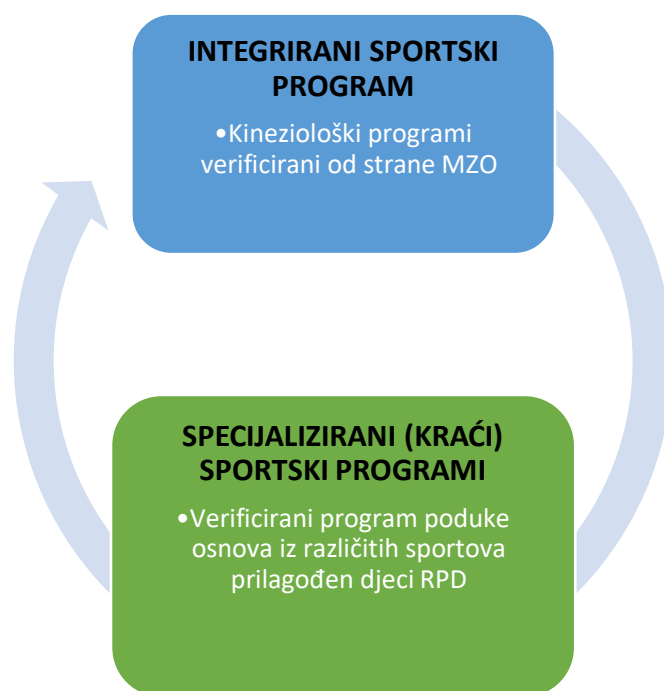 INTEGRIRANI SPORTSKI
PROGRAM
•Kineziološki programi
verificirani od strane MZO
SPECIJALIZIRANI (KRAĆI)
SPORTSKI PROGRAMI
•Verificirani program poduke
osnova iz različitih sportova
prilagođen djeci RPD